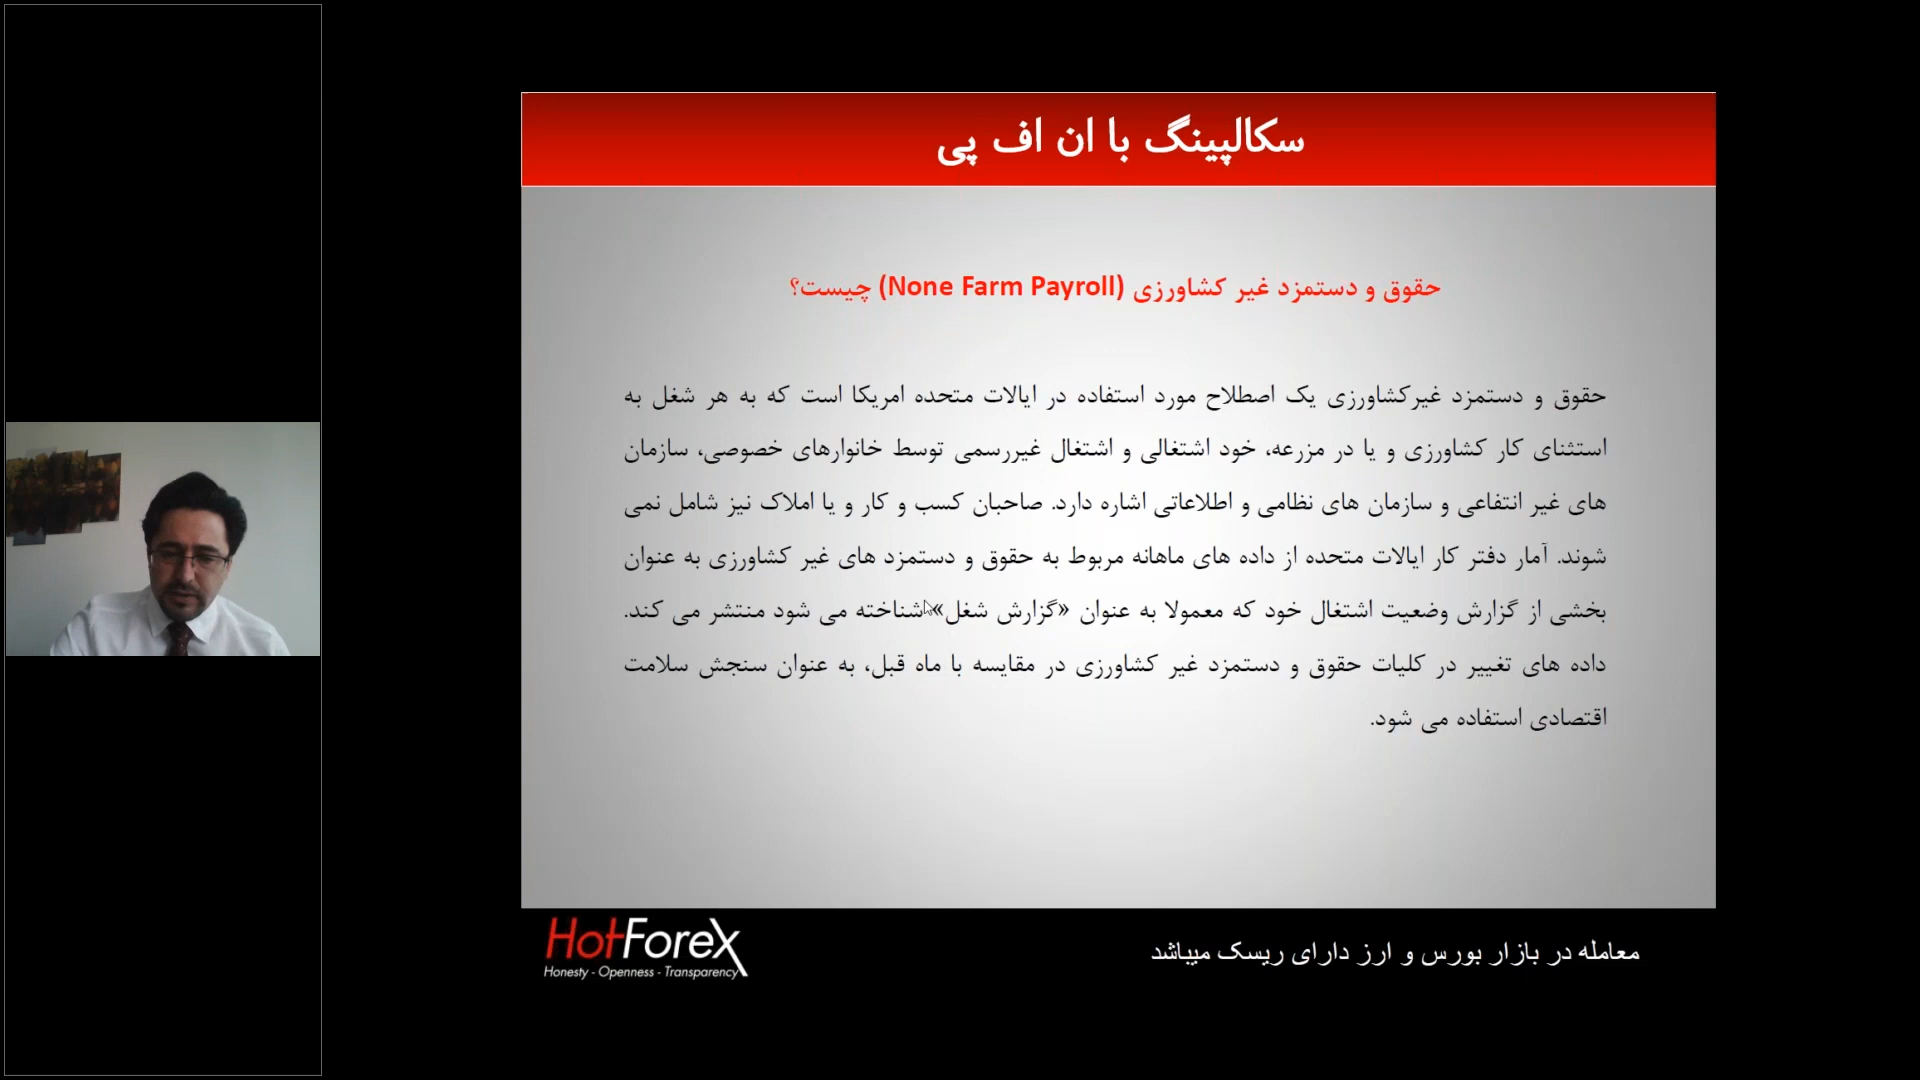 سکالپینگ با ان اف پی
حقوق و دستمزد غیر کشاورزی (None Farm Payroll) چیست؟
حقوق و دستمزد غیرکشاورزی یک اصطلاح مورد استفاده در ایالات متحده امریکا است که به هر شغل به
استثنای کار کشاورزی و یا در مزرعه، خود اشتغالی و اشتغال غیررسمی توسط خانوارهای خصوصی، سازمان
های غیر انتفاعی و سازمان های نظامی و اطلاعاتی اشاره دارد. صاحبان کسب و کار و یا املاک نیز شامل نمی
شوند. آمار دفتر کار ایالات متحده از داده های ماهانه مربوط به حقوق و دستمزد های غیر کشاورزی به عنوان
بخشی از گزارش وضعیت اشتغال خود که معمولا به عنوان «گزارش شغل» شناخته می شود منتشر می کند.
داده های تغییر در کلیات حقوق و دستمزد غیر کشاورزی در مقایسه با ماه قبل، به عنوان سنجش سلامت
اقتصادی استفاده می شود.
معامله در بازار بورس و ارز دارای ریسک میباشد
HotForex
Honesty - Openness - Transparency